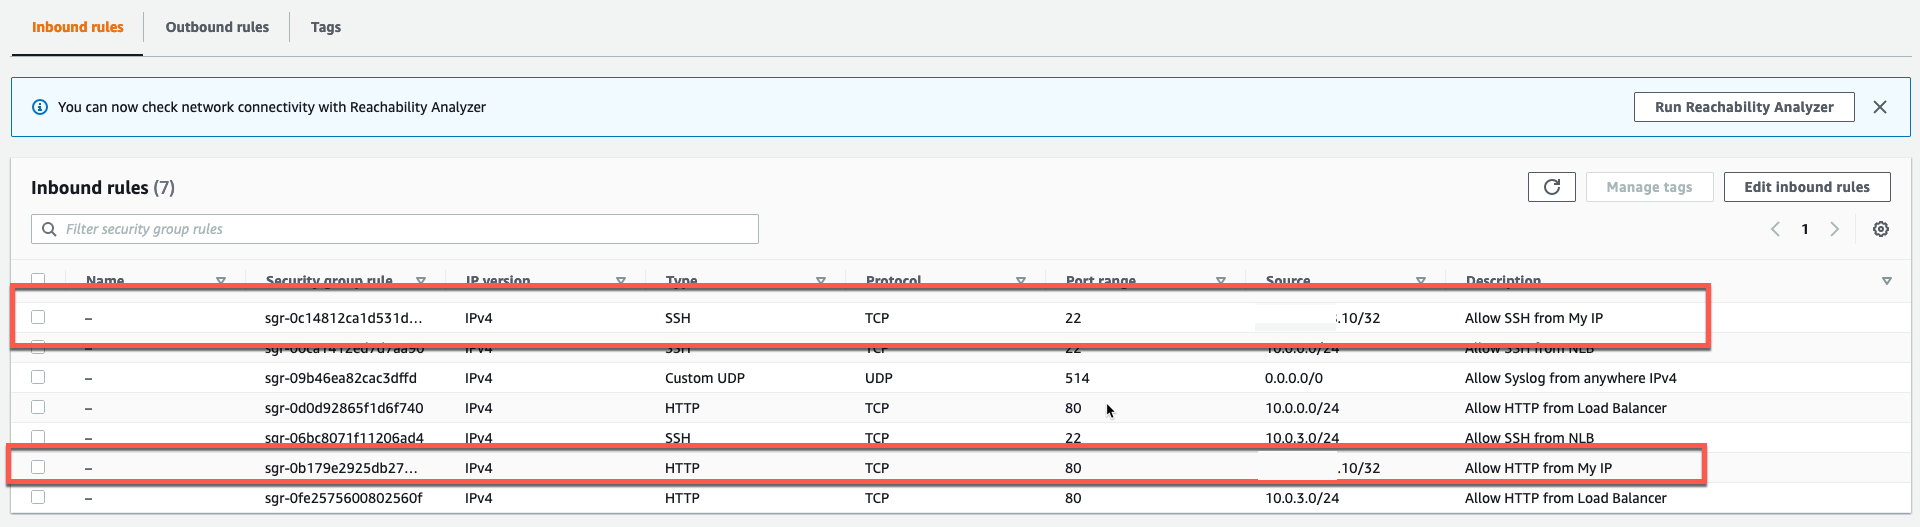 Inbound rules Outbound rules Tags
You can now check network connectivity with Reachability Analyzer Run Reachability Analyzer
Inbound rules (7) Manage tags Edit inbound rules
Filter security group rules 1
Name Security group rule IP version Type Protocol Port range Source Description
– sgr-0c14812ca1d531d... IPv4 SSH TCP 22 .10/32 Allow SSH from My IP
– IPv4 SSH TCP 22 10.0.0.0/24 Allow SSH from NLB
– sgr-09b46ea82cac3dffd IPv4 Custom UDP UDP 514 0.0.0.0/0 Allow Syslog from anywhere IPv4
– sgr-0d0d92865f1d6f740 IPv4 HTTP TCP 80 10.0.0.0/24 Allow HTTP from Load Balancer
– sgr-06bc8071f11206ad4 IPv4 SSH TCP 22 10.0.3.0/24 Allow SSH from NLB
– sgr-0b179e2925db27... IPv4 HTTP TCP 80 .10/32 Allow HTTP from My IP
– sgr-0fe2575600802560f IPv4 HTTP TCP 80 10.0.3.0/24 Allow HTTP from Load Balancer